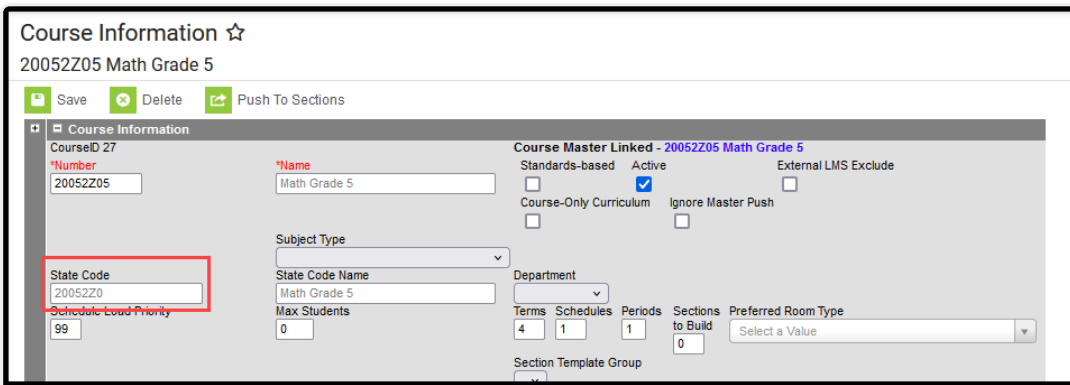 Course Information
20052Z05 Math Grade 5
Save Delete Push To Sections
Course Information
CourseID 27 Course Master Linked - 20052Z05 Math Grade 5
*Number *Name Standards-based Active External LMS Exclude
20052Z05 Math Grade 5
Course-Only Curriculum Ignore Master Push
Subject Type
State Code State Code Name Department
20052Z0 Math Grade 5
Schedule Load Priority Max Students Terms Schedules Periods Sections to Build Preferred Room Type
99 0 4 1 1 0 Select a Value
Section Template Group